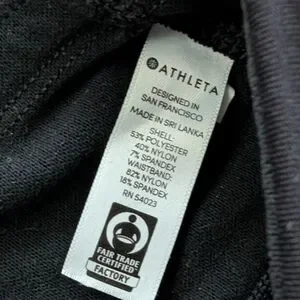 ATHLETA
DESIGNED IN
SAN FRANCISCO
MADE IN SRI LANKA
SHELL:
53% POLYESTER
40% NYLON
7% SPANDEX
WAISTBAND:
82% NYLON
18% SPANDEX
RN 54023
FAIR TRADE
CERTIFIED™
FACTORY